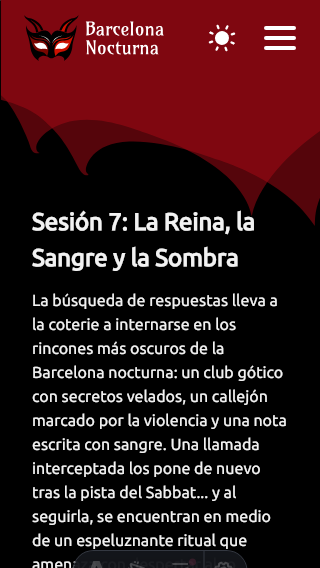 Barcelona
Nocturna
Sesión 7: La Reina, la
Sangre y la Sombra
La búsqueda de respuestas lleva a
la coterie a internarse en los
rincones más oscuros de la
Barcelona nocturna: un club gótico
con secretos velados, un callejón
marcado por la violencia y una nota
escrita con sangre. Una llamada
interceptada los pone de nuevo
tras la pista del Sabbat... y al
seguirla, se encuentran en medio
de un espeluznante ritual que